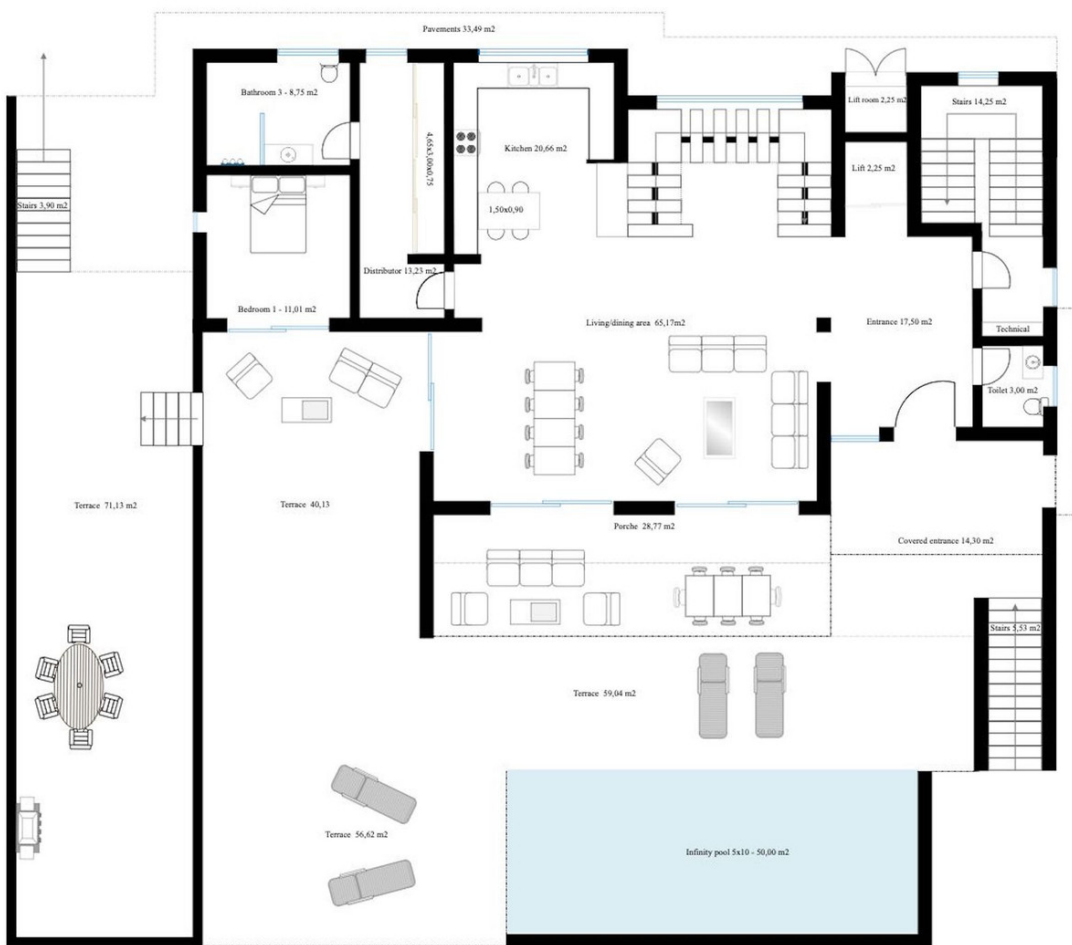 Pavements 33,49 m2
Bathroom 3 - 8,75 m2
4,65x3,00x0,75
Kitchen 20,66 m2
Lift room 2,25 m2
Stairs 14,25 m2
Lift 2,25 m2
Stairs 3,90 m2
1,50x0,90
Distributor 13,23 m2
Bedroom 1 - 11,01 m2
Living/dining area 65,17m2
Entrance 17,50 m2
Technical
Toilet 3,00 m2
Terrace 71,13 m2
Terrace 40,13
Porche 28,77 m2
Covered entrance 14,30 m2
Stairs 5,53 m2
Terrace 59,04 m2
Terrace 56,62 m2
Infinity pool 5x10 - 50,00 m2